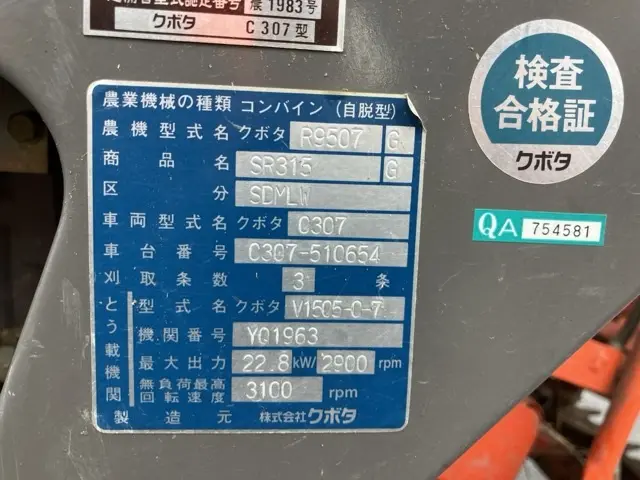 型式認定番号 農1983号
クボタ C307型
農業機械の種類 コンバイン (自脱型)
農機型式名 クボタ R9507 G
商品名 SR315 G
区分 SDMLW
車両型式名 クボタ C307
車台番号 C307-510654
刈取条数 3 条
とう載機関
型式名 クボタ V1505-C-7
機関番号 YQ1963
最大出力 22.8 kW/ 2900 rpm
無負荷最高回転速度 3100 rpm
製造元 株式会社クボタ
検査
合格証
クボタ
QA 754581